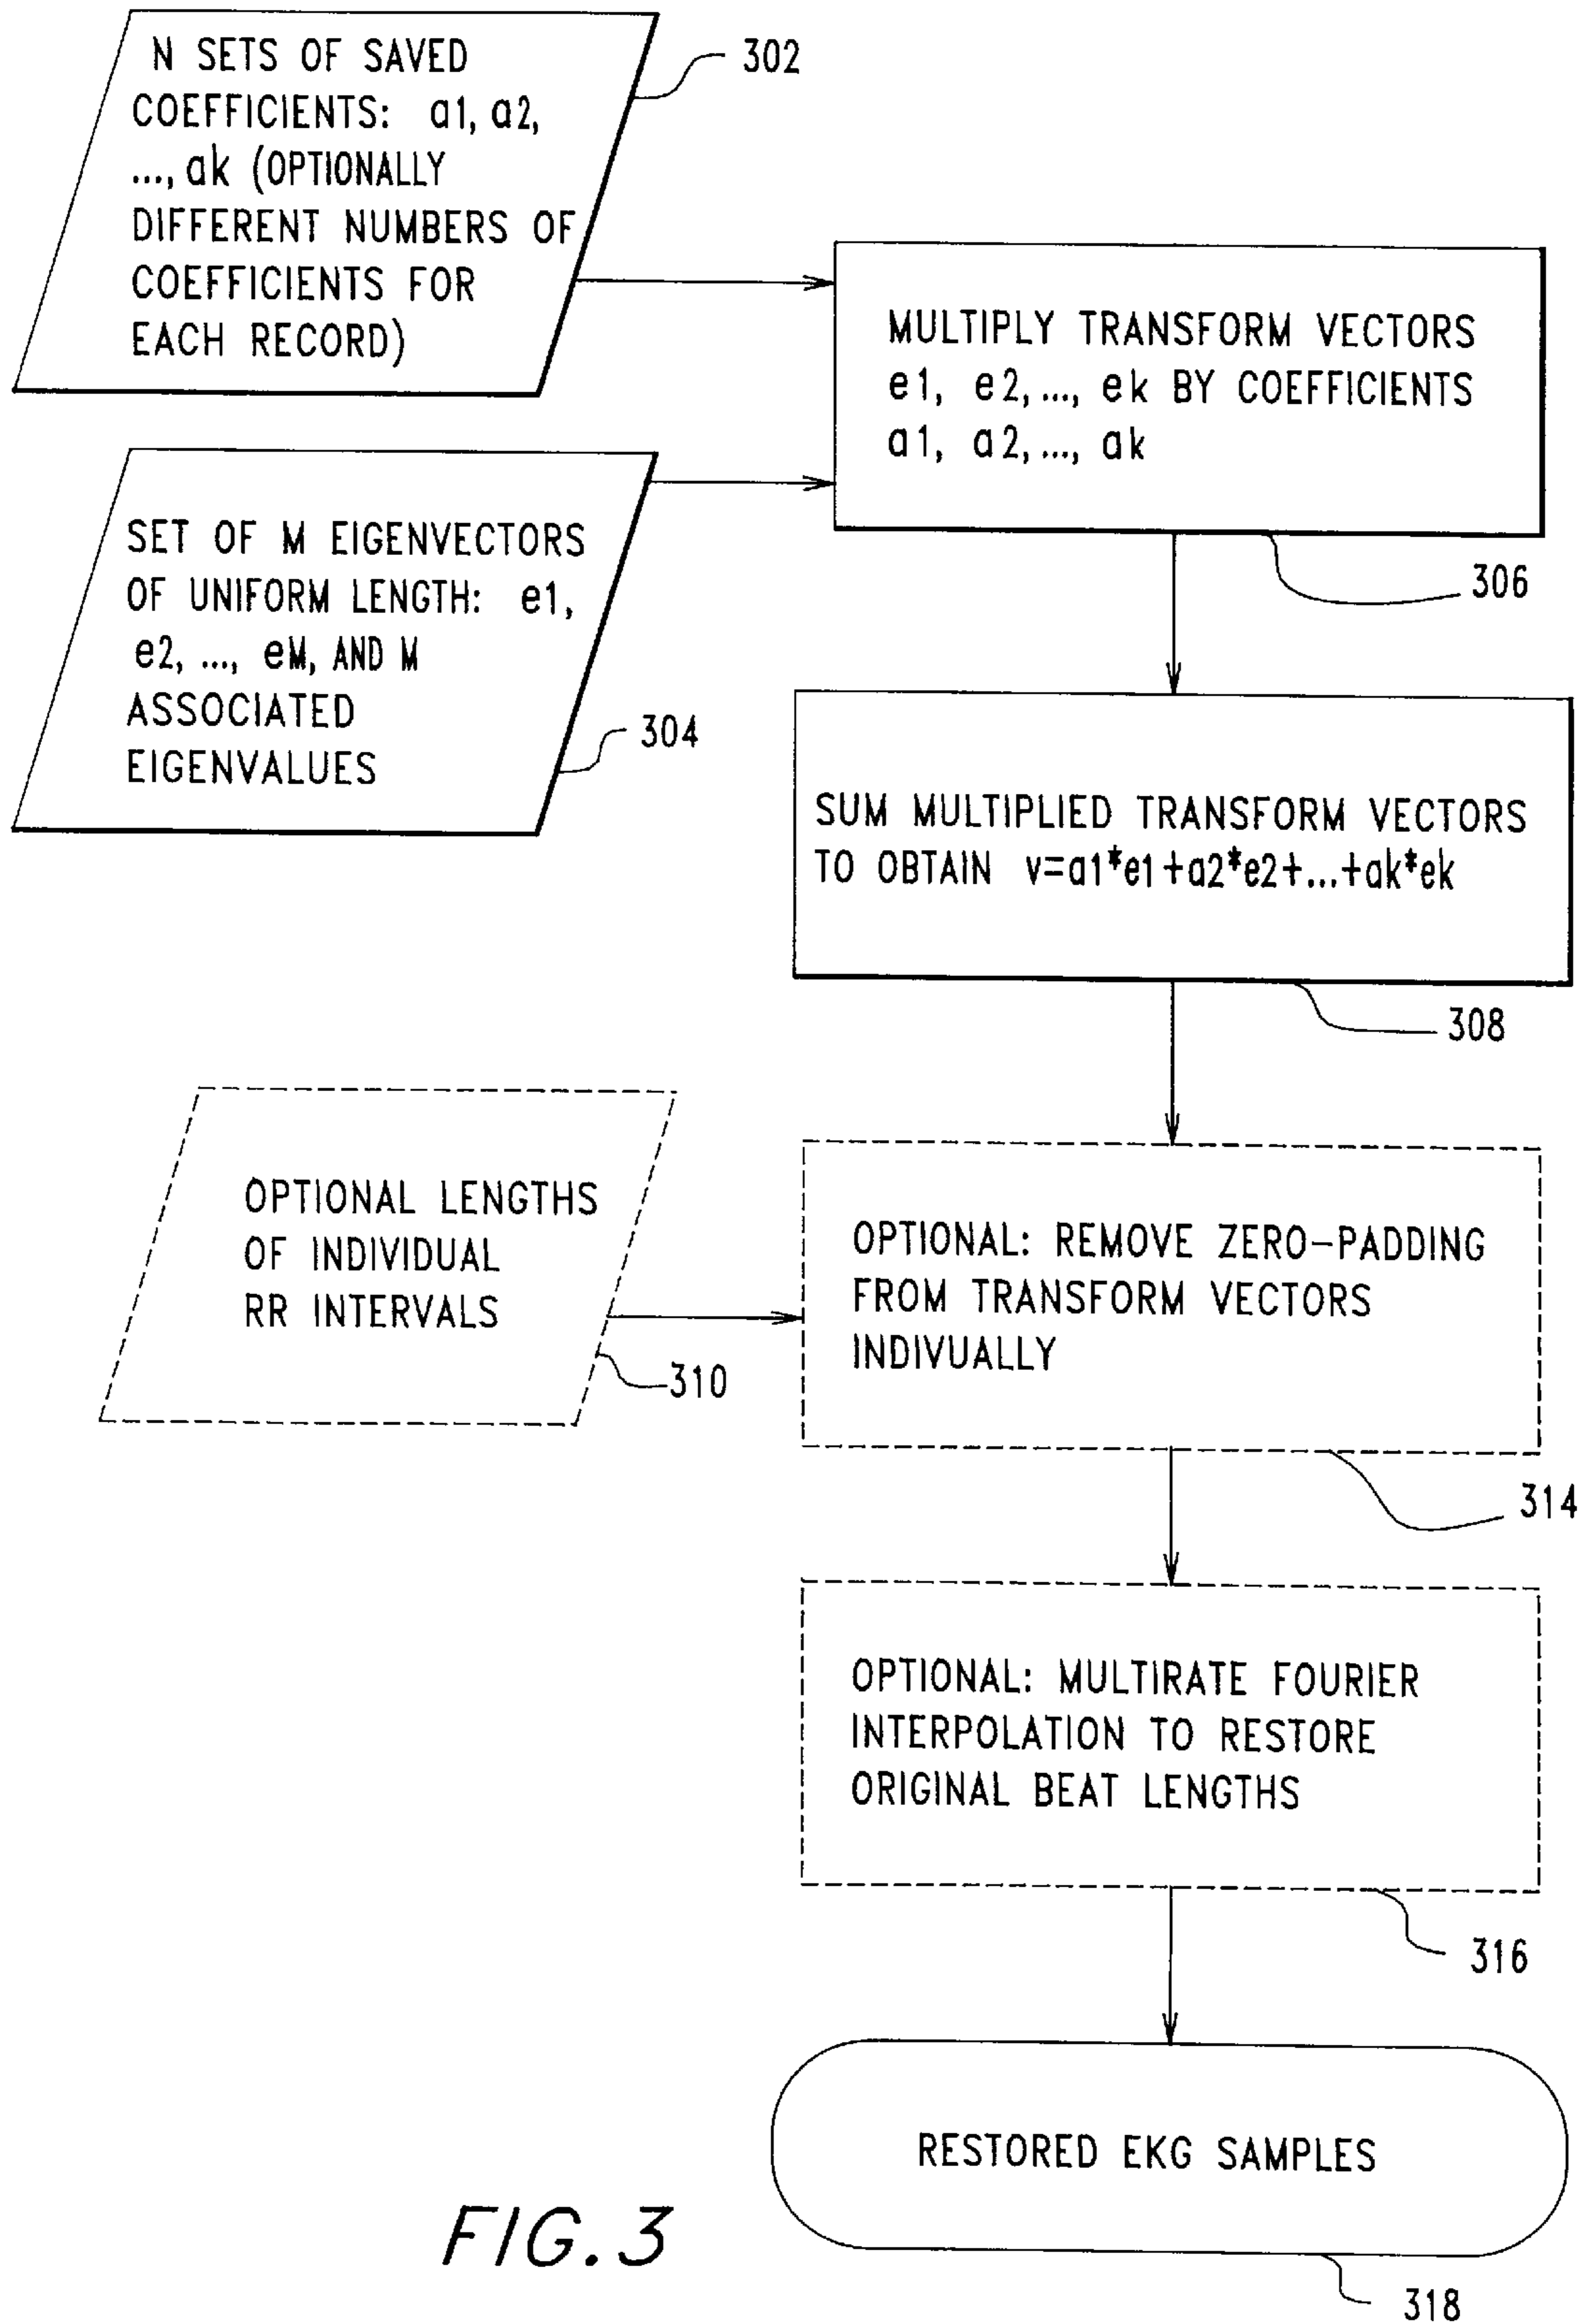 N SETS OF SAVED
COEFFICIENTS: a1, a2,
..., ak (OPTIONALLY
DIFFERENT NUMBERS OF
COEFFICIENTS FOR
EACH RECORD)
302
SET OF M EIGENVECTORS
OF UNIFORM LENGTH: e1,
e2, ..., eM, AND M
ASSOCIATED
EIGENVALUES
304
MULTIPLY TRANSFORM VECTORS
e1, e2,..., ek BY COEFFICIENTS
a1, a2,..., ak
306
SUM MULTIPLIED TRANSFORM VECTORS
TO OBTAIN v=a1*e1+a2*e2+...+ak*ek
308
OPTIONAL LENGTHS
OF INDIVIDUAL
RR INTERVALS
310
OPTIONAL: REMOVE ZERO-PADDING
FROM TRANSFORM VECTORS
INDIVUALLY
314
OPTIONAL: MULTIRATE FOURIER
INTERPOLATION TO RESTORE
ORIGINAL BEAT LENGTHS
316
RESTORED EKG SAMPLES
318
FIG. 3